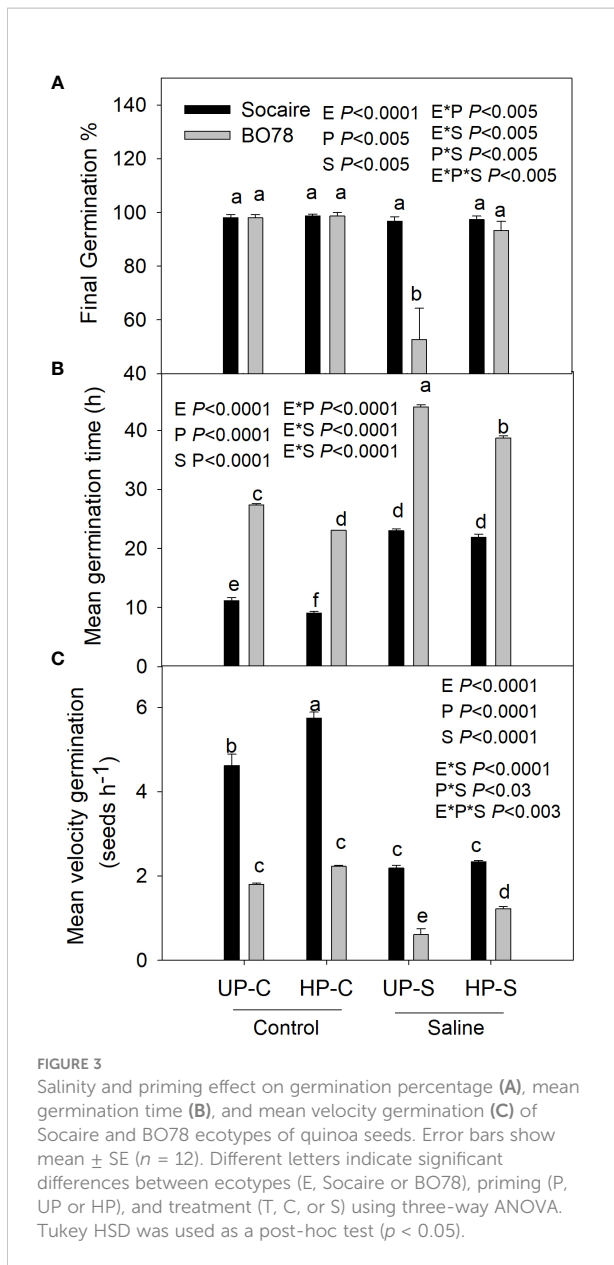 A
Final Germination %
140
120
100
80
60
40
Socaire
BO78
E P<0.0001
P P<0.005
S P<0.005
E*P P<0.005
E*S P<0.005
P*S P<0.005
E*P*S P<0.005
a a a a a b a a
B
Mean germination time (h)
40
30
20
10
0
E P<0.0001
P P<0.0001
S P<0.0001
E*P P<0.0001
E*S P<0.0001
E*S P<0.0001
e c f d d a d b
C
Mean velocity germination
(seeds h-1)
6
4
2
0
E P<0.0001
P P<0.0001
S P<0.0001
E*S P<0.0001
P*S P<0.03
E*P*S P<0.003
b c a c c e c d
UP-C HP-C UP-S HP-S
Control Saline
FIGURE 3
Salinity and priming effect on germination percentage (A), mean
germination time (B), and mean velocity germination (C) of
Socaire and BO78 ecotypes of quinoa seeds. Error bars show
mean ± SE (n = 12). Different letters indicate significant
differences between ecotypes (E, Socaire or BO78), priming (P,
UP or HP), and treatment (T, C, or S) using three-way ANOVA.
Tukey HSD was used as a post-hoc test (p < 0.05).